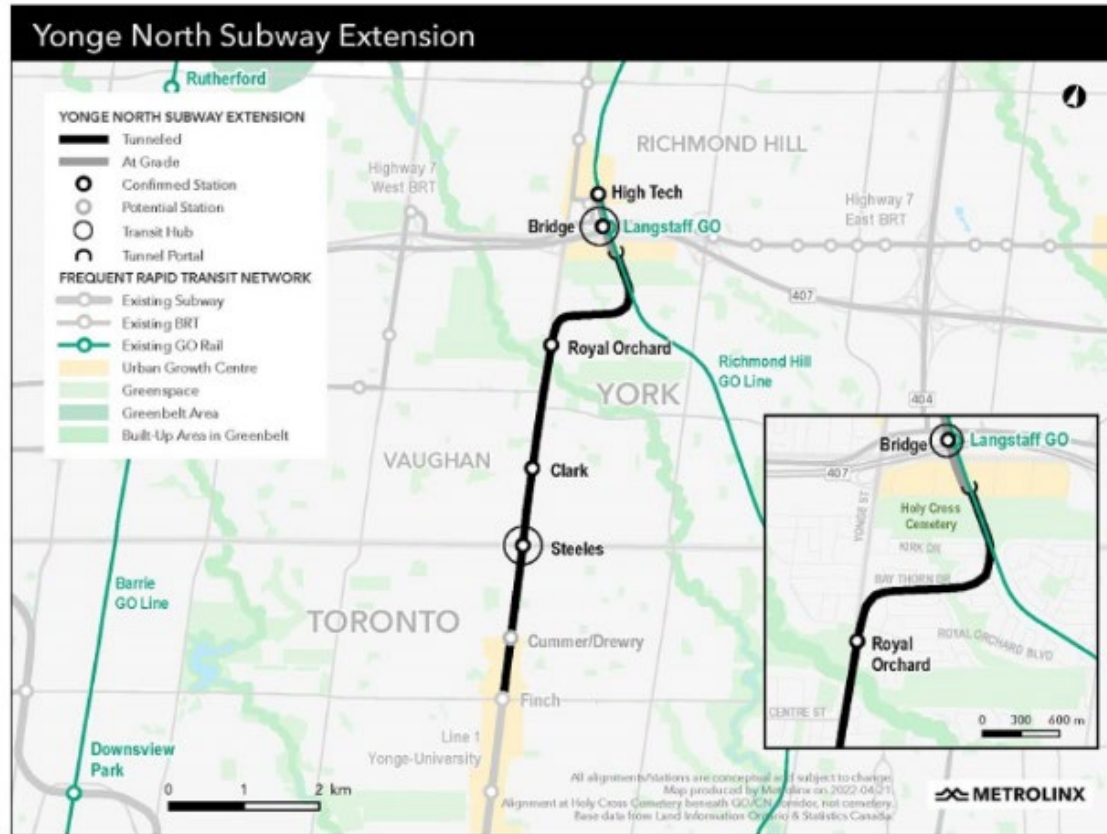 Yonge North Subway Extension
Rutherford
YONGE NORTH SUBWAY EXTENSION
Tunneled
At Grade
Confirmed Station
Potential Station
Transit Hub
Tunnel Portal
FREQUENT RAPID TRANSIT NETWORK
Existing Subway
Existing BRT
Existing GO Rail
Urban Growth Centre
Greenspace
Greenbelt Area
Built-Up Area in Greenbelt
RICHMOND HILL
Highway 7
West BRT
High Tech
Highway 7
East BRT
Bridge
Langstaff GO
407
Royal Orchard
Richmond Hill
GO Line
YORK
VAUGHAN
Clark
Steeles
Barrie
GO Line
TORONTO
Cummer/Drewry
Finch
Line 1
Yonge-University
Downsview
Park
0 1 2 km
404
Bridge
Langstaff GO
407
YONGE ST
Holy Cross
Cemetery
KIRK DR
BAY THORN DR
Royal
Orchard
ROYAL ORCHARD BLVD
CENTRE ST
0 300 600 m
All alignments/stations are conceptual and subject to change.
Map produced by Metrolinx on 2022-04-21.
Alignment at Holy Cross Cemetery beneath GO/CN corridor, not cemetery.
Base data from Land Information Ontario & Statistics Canada.
METROLINX